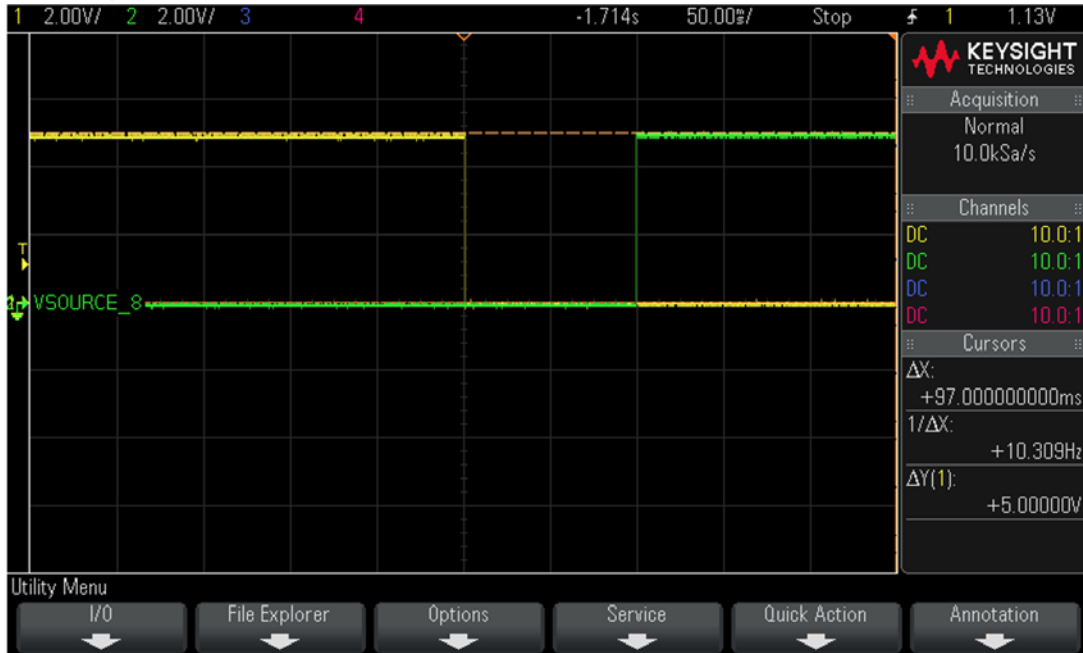 1 2.00V/ 2 2.00V/ 3 4 -1.714s 50.00ms/ Stop 1 1.13V
KEYSIGHT
TECHNOLOGIES
Acquisition
Normal
10.0kSa/s
Channels
DC 10.0:1
DC 10.0:1
DC 10.0:1
DC 10.0:1
T
VSOURCE_8
Cursors
ΔX:
+97.000000000ms
1/ΔX:
+10.309Hz
ΔY(1):
+5.00000V
Utility Menu
I/O File Explorer Options Service Quick Action Annotation